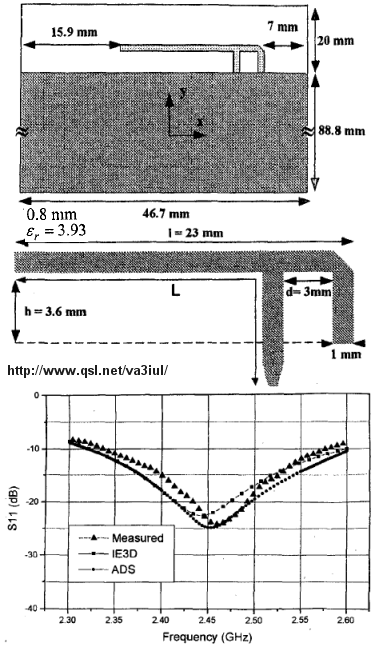 15.9 mm
7 mm
20 mm
y
x
88.8 mm
46.7 mm
0.8 mm
εr = 3.93
l = 23 mm
L
d= 3mm
h = 3.6 mm
1 mm
http://www.qsl.net/va3iul/
0
-10
-20
-30
-40
S11 (dB)
Measured
IE3D
ADS
2.30 2.35 2.40 2.45 2.50 2.55 2.60
Frequency (GHz)